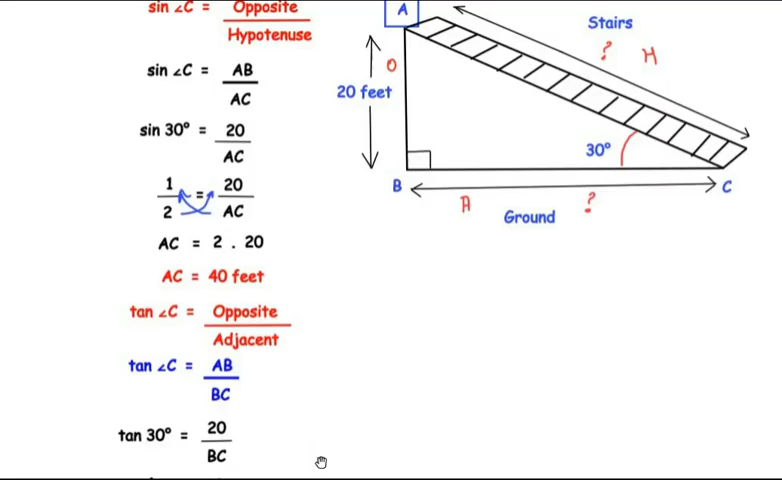 sin ∠C = Opposite / Hypotenuse
sin ∠C = AB / AC
sin 30° = 20 / AC
1 / 2 = 20 / AC
AC = 2 . 20
AC = 40 feet
tan ∠C = Opposite / Adjacent
tan ∠C = AB / BC
tan 30° = 20 / BC
A
Stairs
? H
O
20 feet
30°
B
C
A ?
Ground